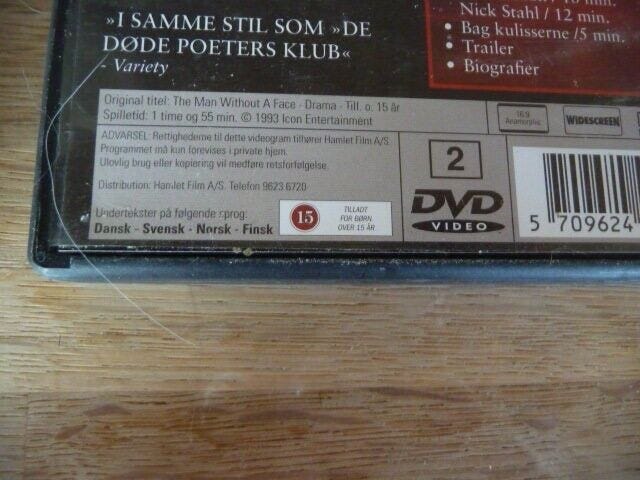 »I SAMME STIL SOM »DE
DØDE POETERS KLUB«
- Variety
Nick Stahl / 12 min.
• Bag kulisserne /5 min.
• Trailer
• Biografier
Original titel: The Man Without A Face · Drama · Till. o. 15 år
Spilletid: 1 time og 55 min. © 1993 Icon Entertainment
16:9
Anamorphic
WIDESCREEN
ADVARSEL: Rettighederne til dette videogram tilhører Hamlet Film A/S.
Programmet må kun forevises i private hjem.
Ulovlig brug eller kopiering vil medføre retsforfølgelse.
Distribution: Hamlet Film A/S. Telefon 9623 6720
Undertekster på følgende sprog:
Dansk - Svensk - Norsk - Finsk
15
TILLADT
FOR BØRN
OVER 15 ÅR
2
DVD
VIDEO
5 709624